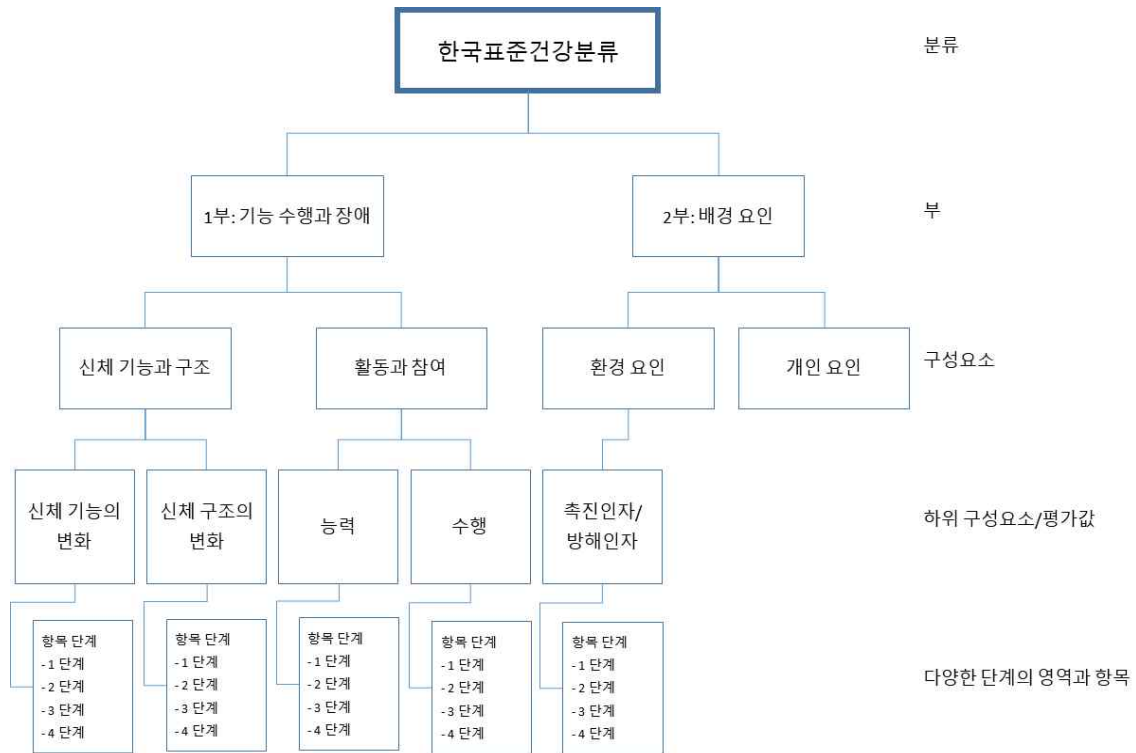 한국표준건강분류
분류
1부: 기능 수행과 장애
2부: 배경 요인
부
신체 기능과 구조
활동과 참여
환경 요인
개인 요인
구성요소
신체 기능의
변화
신체 구조의
변화
능력
수행
촉진인자/
방해인자
하위 구성요소/평가값
항목 단계
-1 단계
-2 단계
-3 단계
-4 단계
항목 단계
-1 단계
-2 단계
-3 단계
-4 단계
항목 단계
-1 단계
-2 단계
-3 단계
-4 단계
항목 단계
-1 단계
-2 단계
-3 단계
-4 단계
항목 단계
-1 단계
-2 단계
-3 단계
-4 단계
다양한 단계의 영역과 항목